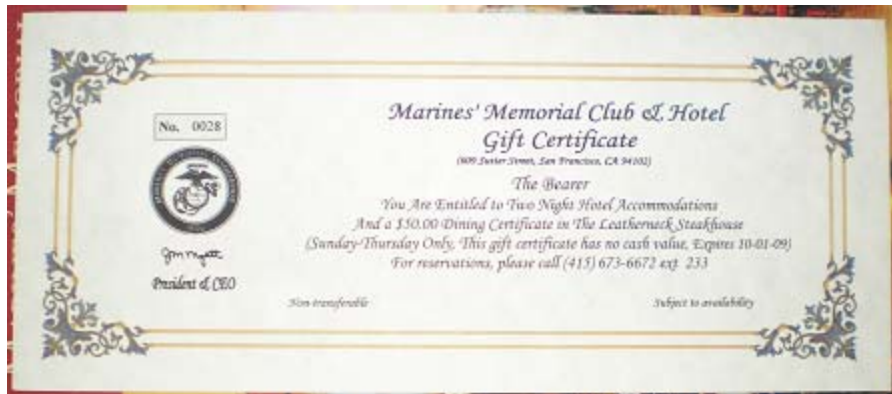 No. 0028
Marines' Memorial Club & Hotel
Gift Certificate
(609 Sutter Street, San Francisco, CA 94102)
The Bearer
You Are Entitled to Two Night Hotel Accommodations
And a $50.00 Dining Certificate in The Leatherneck Steakhouse
(Sunday-Thursday Only, This gift certificate has no cash value, Expires 10-01-09)
For reservations, please call (415) 673-6672 ext. 233
President & CEO
Non-transferable
Subject to availability